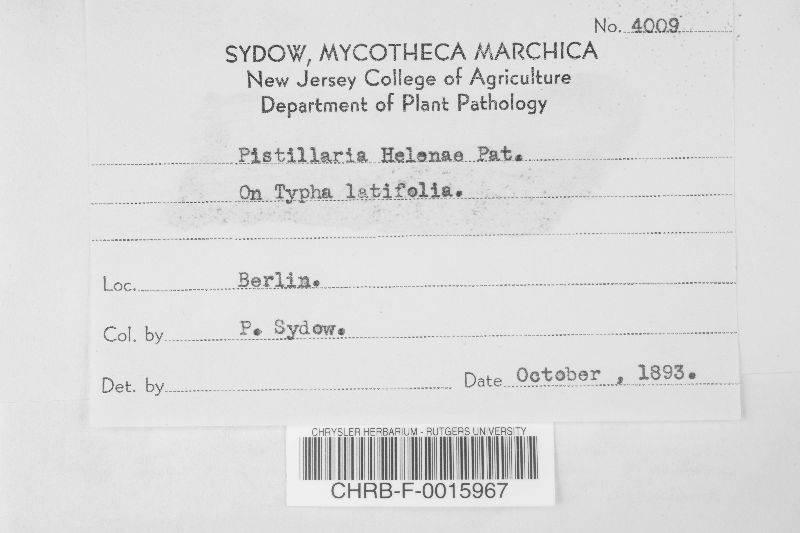 No. 4009
SYDOW, MYCOTHECA MARCHICA
New Jersey College of Agriculture
Department of Plant Pathology
Pistillaria Helenae Pat.
On Typha latifolia.
Loc. Berlin.
Col. by P. Sydow.
Det. by
Date October , 1893.
CHRYSLER HERBARIUM - RUTGERS UNIVERSITY
CHRB-F-0015967